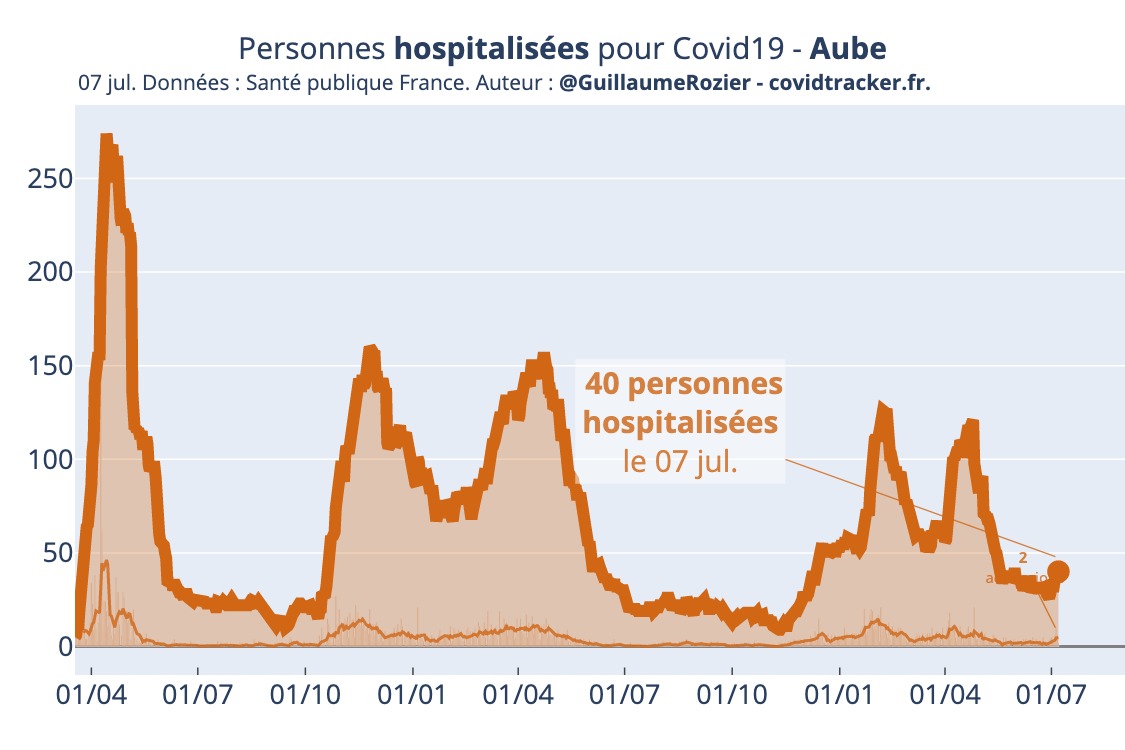 Personnes hospitalisées pour Covid19 - Aube
07 jul. Données : Santé publique France. Auteur : @GuillaumeRozier - covidtracker.fr.
250
200
150
100
50
0
40 personnes
hospitalisées
le 07 jul.
2
01/04 01/07 01/10 01/01 01/04 01/07 01/10 01/01 01/04 01/07